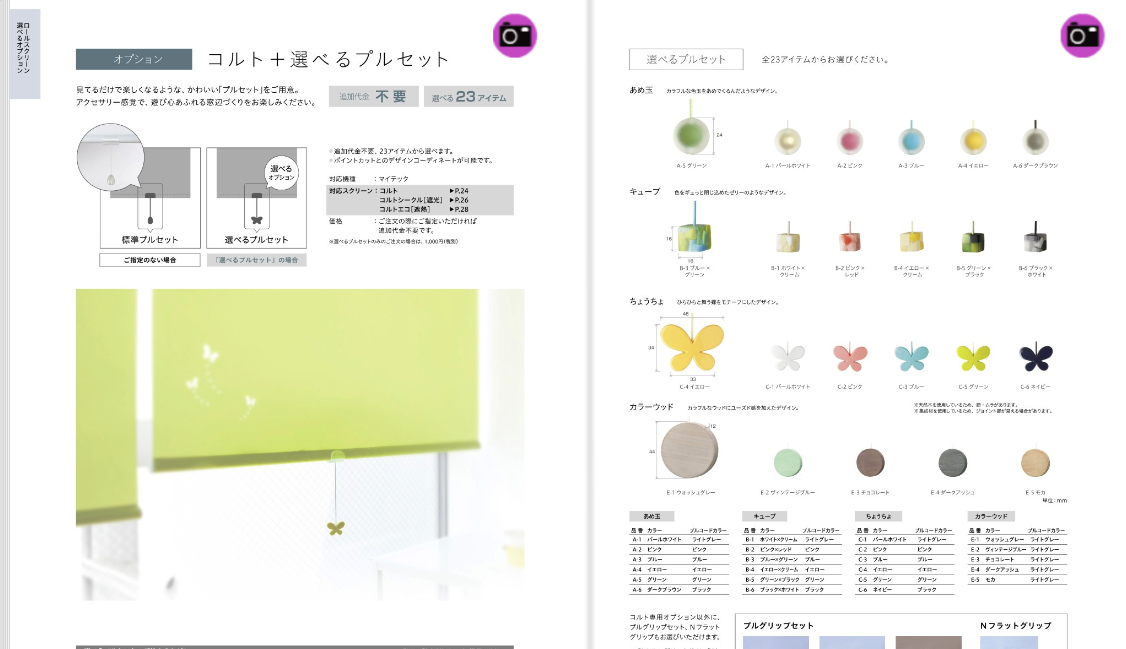 ロールスクリーン
選べるオプション
オプション
コルト＋選べるプルセット
見てるだけで楽しくなるような、かわいい「プルセット」をご用意。
アクセサリー感覚で、遊び心あふれる窓辺づくりをお楽しみください。
追加代金 不要
選べる23アイテム
※追加代金不要、23アイテムから選べます。
※ポイントカットとのデザインコーディネートが可能です。
対応機種 ：マイテック
対応スクリーン：コルト ▶P.24
コルトシークル[遮光] ▶P.26
コルトエコ[遮熱] ▶P.28
価格 ：ご注文の際にご指定いただければ
追加代金不要です。
※選べるプルセットのみのご注文の場合は、1,000円(税別)
選べる
オプション
標準プルセット
選べるプルセット
ご指定のない場合
「選べるプルセット」の場合
選べるプルセット
全23アイテムからお選びください。
あめ玉 カラフルな色玉をあめでくるんだようなデザイン。
24
A-5 グリーン
A-1 パールホワイト
A-2 ピンク
A-3 ブルー
A-4 イエロー
A-6 ダークブラウン
キューブ 色をギュッと閉じ込めたゼリーのようなデザイン。
16
16
B-3 ブルー×
グリーン
B-1 ホワイト×
クリーム
B-2 ピンク×
レッド
B-4 イエロー×
クリーム
B-5 グリーン×
ブラック
B-6 ブラック×
ホワイト
ちょうちょ ひらひらと舞う蝶をモチーフにしたデザイン。
48
34
33
C-4 イエロー
C-1 パールホワイト
C-2 ピンク
C-3 ブルー
C-5 グリーン
C-6 ネイビー
カラーウッド カラフルなウッドにユーズド感を加えたデザイン。
※天然木を使用しているため、節・ムラがあります。
※集成材を使用しているため、ジョイント部が見える場合があります。
12
44
E-1 ウォッシュグレー
E-2 ヴィンテージブルー
E-3 チョコレート
E-4 ダークアッシュ
E-5 モカ
単位：mm
あめ玉
品番 カラー プルコードカラー
A-1 パールホワイト ライトグレー
A-2 ピンク ピンク
A-3 ブルー ブルー
A-4 イエロー イエロー
A-5 グリーン グリーン
A-6 ダークブラウン ブラック
キューブ
品番 カラー プルコードカラー
B-1 ホワイト×クリーム ライトグレー
B-2 ピンク×レッド ピンク
B-3 ブルー×グリーン ブルー
B-4 イエロー×クリーム イエロー
B-5 グリーン×ブラック グリーン
B-6 ブラック×ホワイト ブラック
ちょうちょ
品番 カラー プルコードカラー
C-1 パールホワイト ライトグレー
C-2 ピンク ピンク
C-3 ブルー ブルー
C-4 イエロー イエロー
C-5 グリーン グリーン
C-6 ネイビー ブラック
カラーウッド
品番 カラー プルコードカラー
E-1 ウォッシュグレー ライトグレー
E-2 ヴィンテージブルー ライトグレー
E-3 チョコレート ライトグレー
E-4 ダークアッシュ ライトグレー
E-5 モカ ライトグレー
コルト専用オプション以外に、
プルグリップセット、Nフラット
グリップもお選びいただけます。
プルグリップセット
Nフラットグリップ